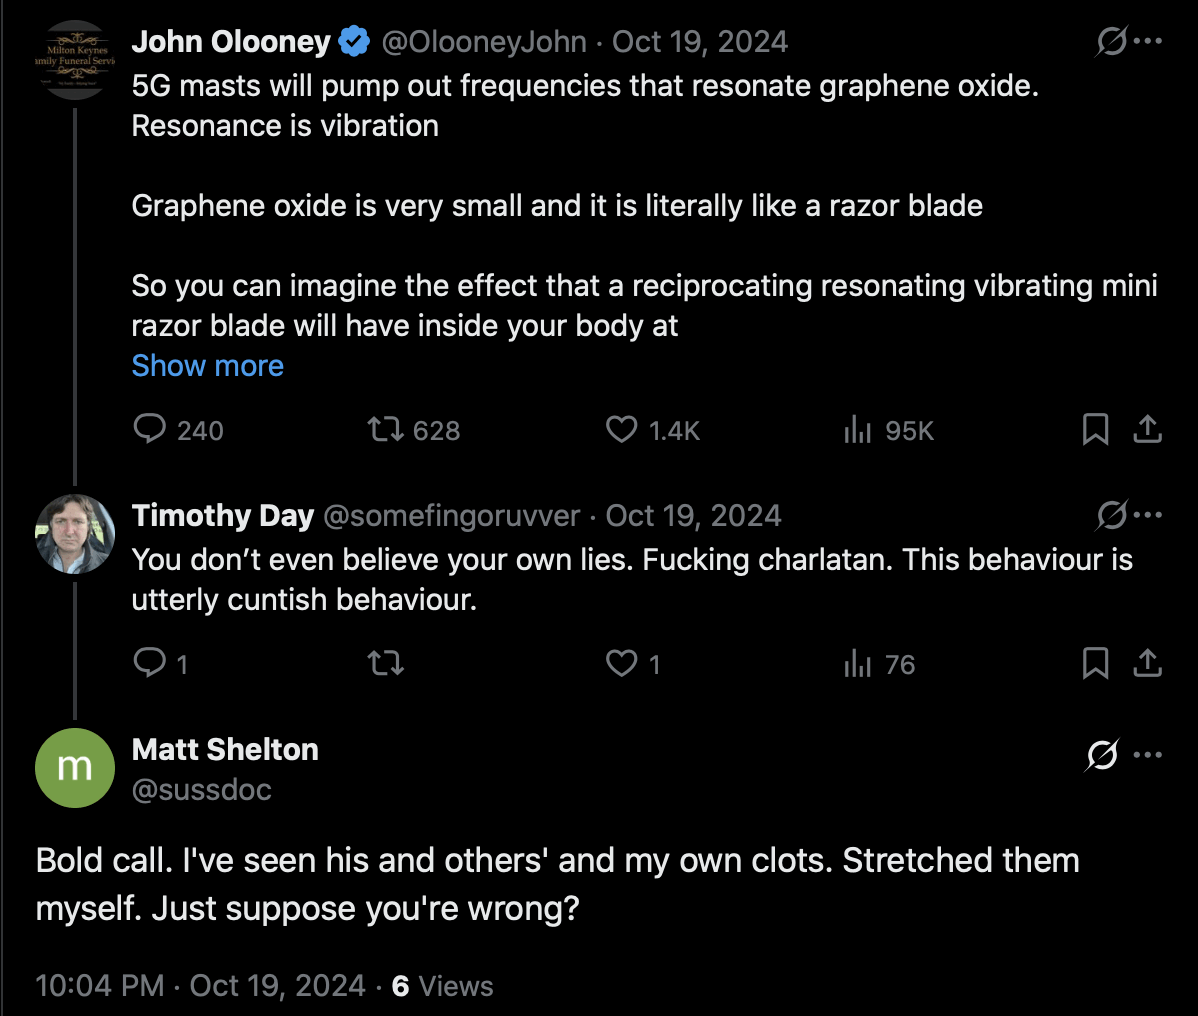 John Olooney @OlooneyJohn · Oct 19, 2024
Milton Keynes
amily Funeral Servi
5G masts will pump out frequencies that resonate graphene oxide.
Resonance is vibration
Graphene oxide is very small and it is literally like a razor blade
So you can imagine the effect that a reciprocating resonating vibrating mini
razor blade will have inside your body at
Show more
240 628 1.4K 95K
Timothy Day @somefingoruvver · Oct 19, 2024
You don’t even believe your own lies. Fucking charlatan. This behaviour is
utterly cuntish behaviour.
1 1 76
m
Matt Shelton
@sussdoc
Bold call. I've seen his and others' and my own clots. Stretched them
myself. Just suppose you're wrong?
10:04 PM · Oct 19, 2024 · 6 Views